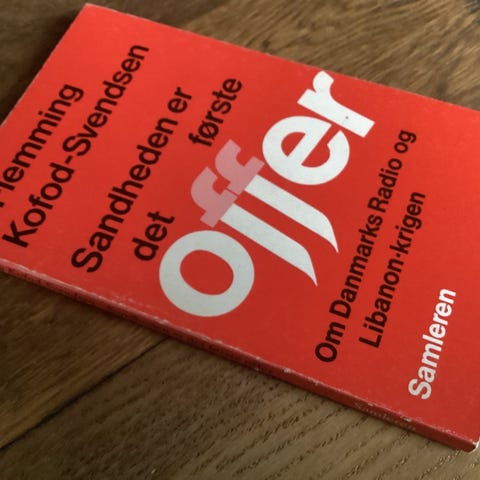 Flemming
Kofod-Svendsen
Sandheden er
det første
offer
Om Danmarks Radio og
Libanon-krigen
Samleren